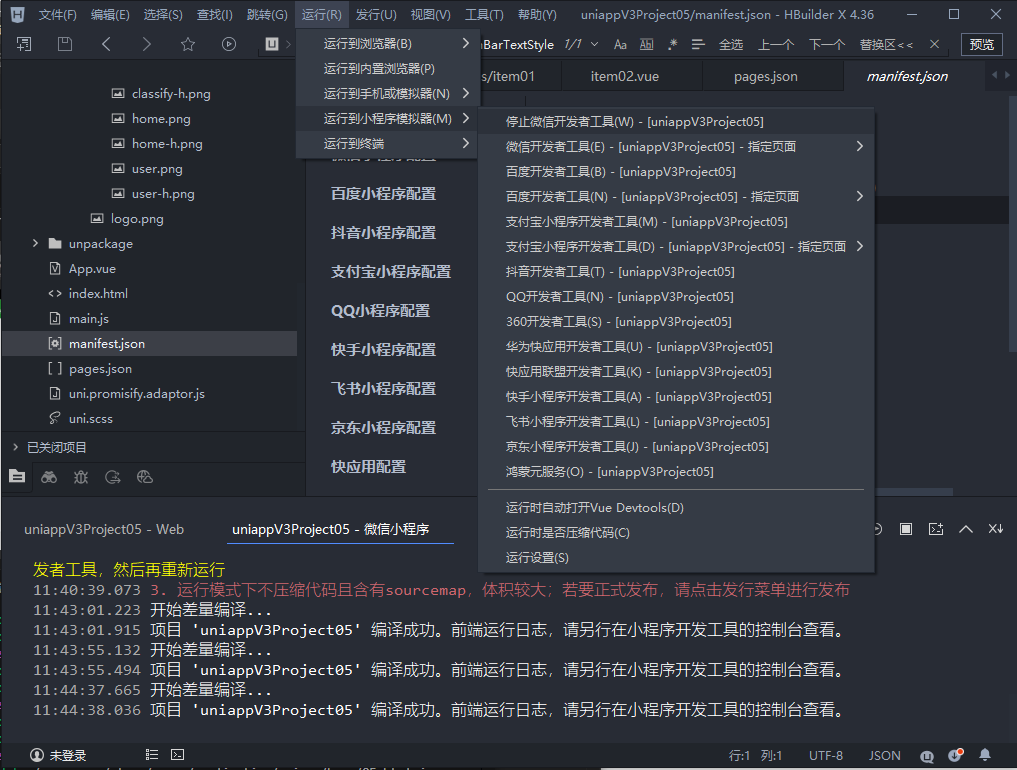 文件(F) 编辑(E) 选择(S) 查找(I) 跳转(G) 运行(R) 发行(U) 视图(V) 工具(T) 帮助(Y) uniappV3Project05/manifest.json - HBuilder X 4.36
uBarTextStyle 1/1 Aa ab .* 全选 上一个 下一个 替换区<< 预览
运行到浏览器(B)
运行到内置浏览器(P)
运行到手机或模拟器(N)
运行到小程序模拟器(M)
运行到终端
s/item01 item02.vue pages.json manifest.json
classify-h.png
home.png
home-h.png
user.png
user-h.png
logo.png
unpackage
App.vue
index.html
main.js
manifest.json
pages.json
uni.promisify.adaptor.js
uni.scss
已关闭项目
微信小程序配置
百度小程序配置
抖音小程序配置
支付宝小程序配置
QQ小程序配置
快手小程序配置
飞书小程序配置
京东小程序配置
快应用配置
停止微信开发者工具(W) - [uniappV3Project05]
微信开发者工具(E) - [uniappV3Project05] - 指定页面
百度开发者工具(B) - [uniappV3Project05]
百度开发者工具(N) - [uniappV3Project05] - 指定页面
支付宝小程序开发者工具(M) - [uniappV3Project05]
支付宝小程序开发者工具(D) - [uniappV3Project05] - 指定页面
抖音开发者工具(T) - [uniappV3Project05]
QQ开发者工具(N) - [uniappV3Project05]
360开发者工具(S) - [uniappV3Project05]
华为快应用开发者工具(U) - [uniappV3Project05]
快应用联盟开发者工具(K) - [uniappV3Project05]
快手小程序开发者工具(A) - [uniappV3Project05]
飞书小程序开发者工具(L) - [uniappV3Project05]
京东小程序开发者工具(J) - [uniappV3Project05]
鸿蒙元服务(O) - [uniappV3Project05]
运行时自动打开Vue Devtools(D)
运行时是否压缩代码(C)
运行设置(S)
uniappV3Project05 - Web uniappV3Project05 - 微信小程序
发者工具，然后再重新运行
11:40:39.073 3. 运行模式下不压缩代码且含有sourcemap，体积较大；若要正式发布，请点击发行菜单进行发布
11:43:01.223 开始差量编译...
11:43:01.915 项目 'uniappV3Project05' 编译成功。前端运行日志，请另行在小程序开发工具的控制台查看。
11:43:55.132 开始差量编译...
11:43:55.494 项目 'uniappV3Project05' 编译成功。前端运行日志，请另行在小程序开发工具的控制台查看。
11:44:37.665 开始差量编译...
11:44:38.036 项目 'uniappV3Project05' 编译成功。前端运行日志，请另行在小程序开发工具的控制台查看。
未登录 行:1 列:1 UTF-8 JSON